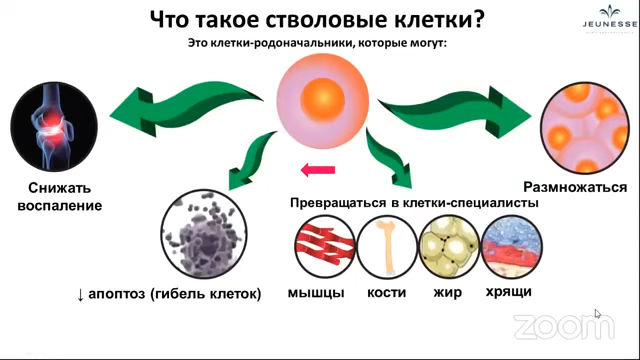 Что такое стволовые клетки?
JEUNESSE
Это клетки-родоначальники, которые могут:
Снижать
воспаление
Размножаться
Превращаться в клетки-специалисты
↓ апоптоз (гибель клеток)
мышцы
кости
жир
хрящи
zoom